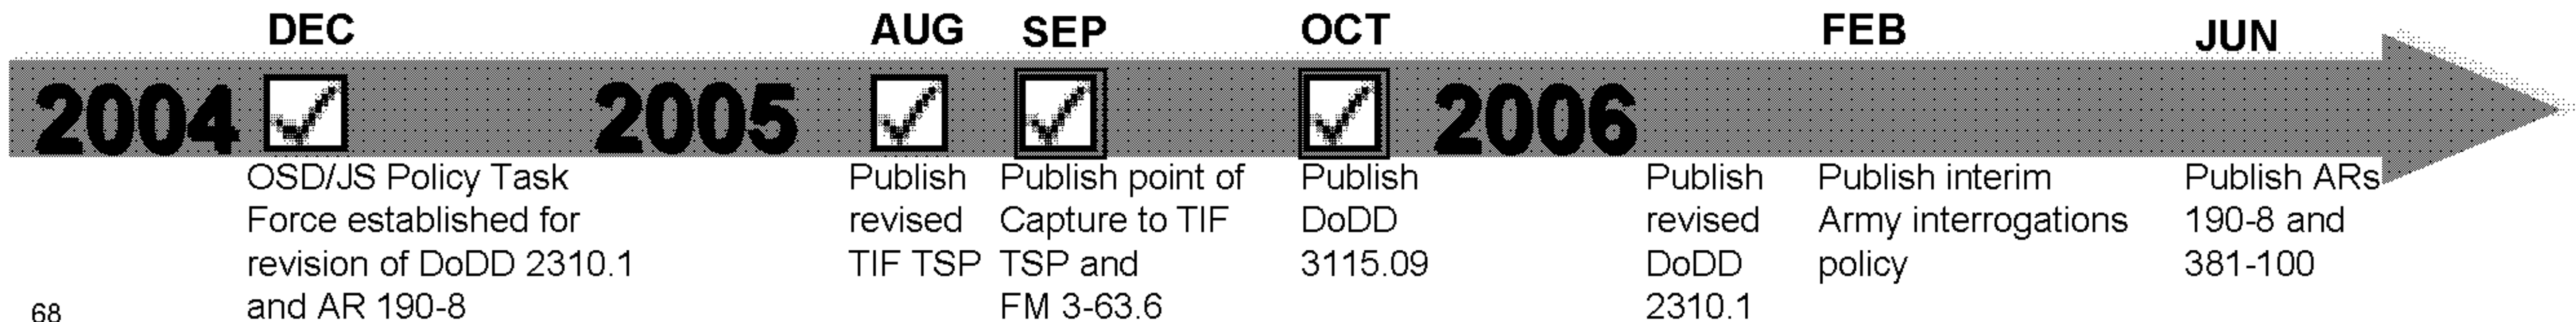 DEC AUG SEP OCT FEB JUN
2004 2005 2006
OSD/JS Policy Task
Force established for
revision of DoDD 2310.1
and AR 190-8
Publish
revised
TIF TSP
Publish point of
Capture to TIF
TSP and
FM 3-63.6
Publish
DoDD
3115.09
Publish
revised
DoDD
2310.1
Publish interim
Army interrogations
policy
Publish ARs
190-8 and
381-100
68